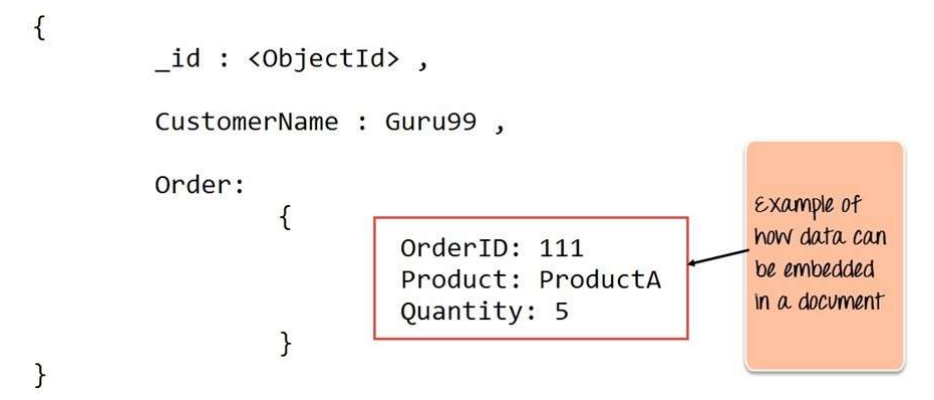 {
_id : <ObjectId> ,
CustomerName : Guru99 ,
Order:
{
OrderID: 111
Product: ProductA
Quantity: 5
}
}
Example of
how data can
be embedded
in a document